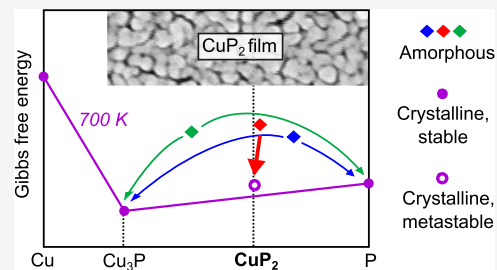 CuP₂ film
Gibbs free energy
700 K
Cu
Cu₃P
CuP₂
P
Amorphous
Crystalline,
stable
Crystalline,
metastable